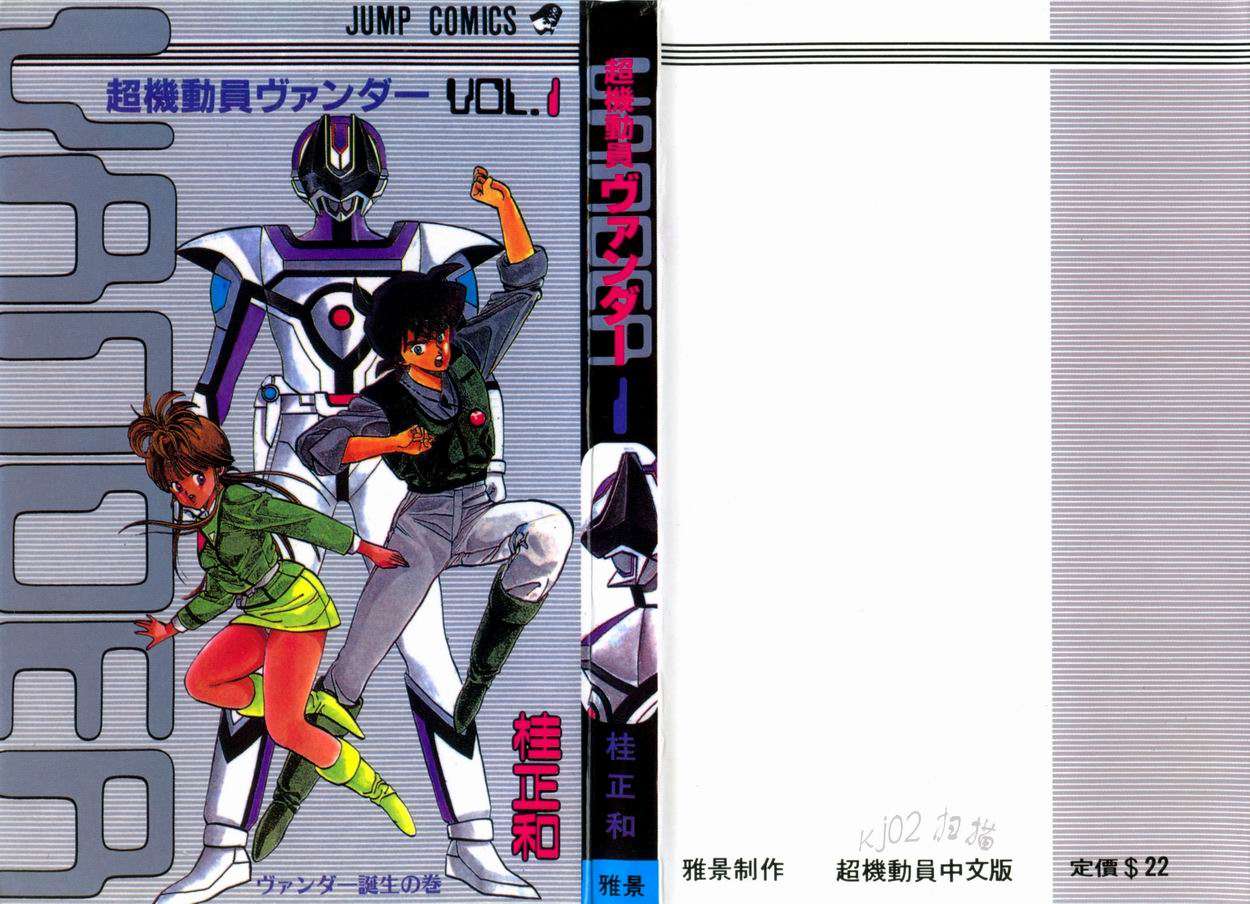 JUMP COMICS
超機動員ヴァンダー VOL.1
VANDER
桂正和
ヴァンダー誕生の巻
VANDER
超機動員ヴァンダー 1
桂正和
雅景
kj02 扫描
雅景制作
超機動員中文版
定價$22